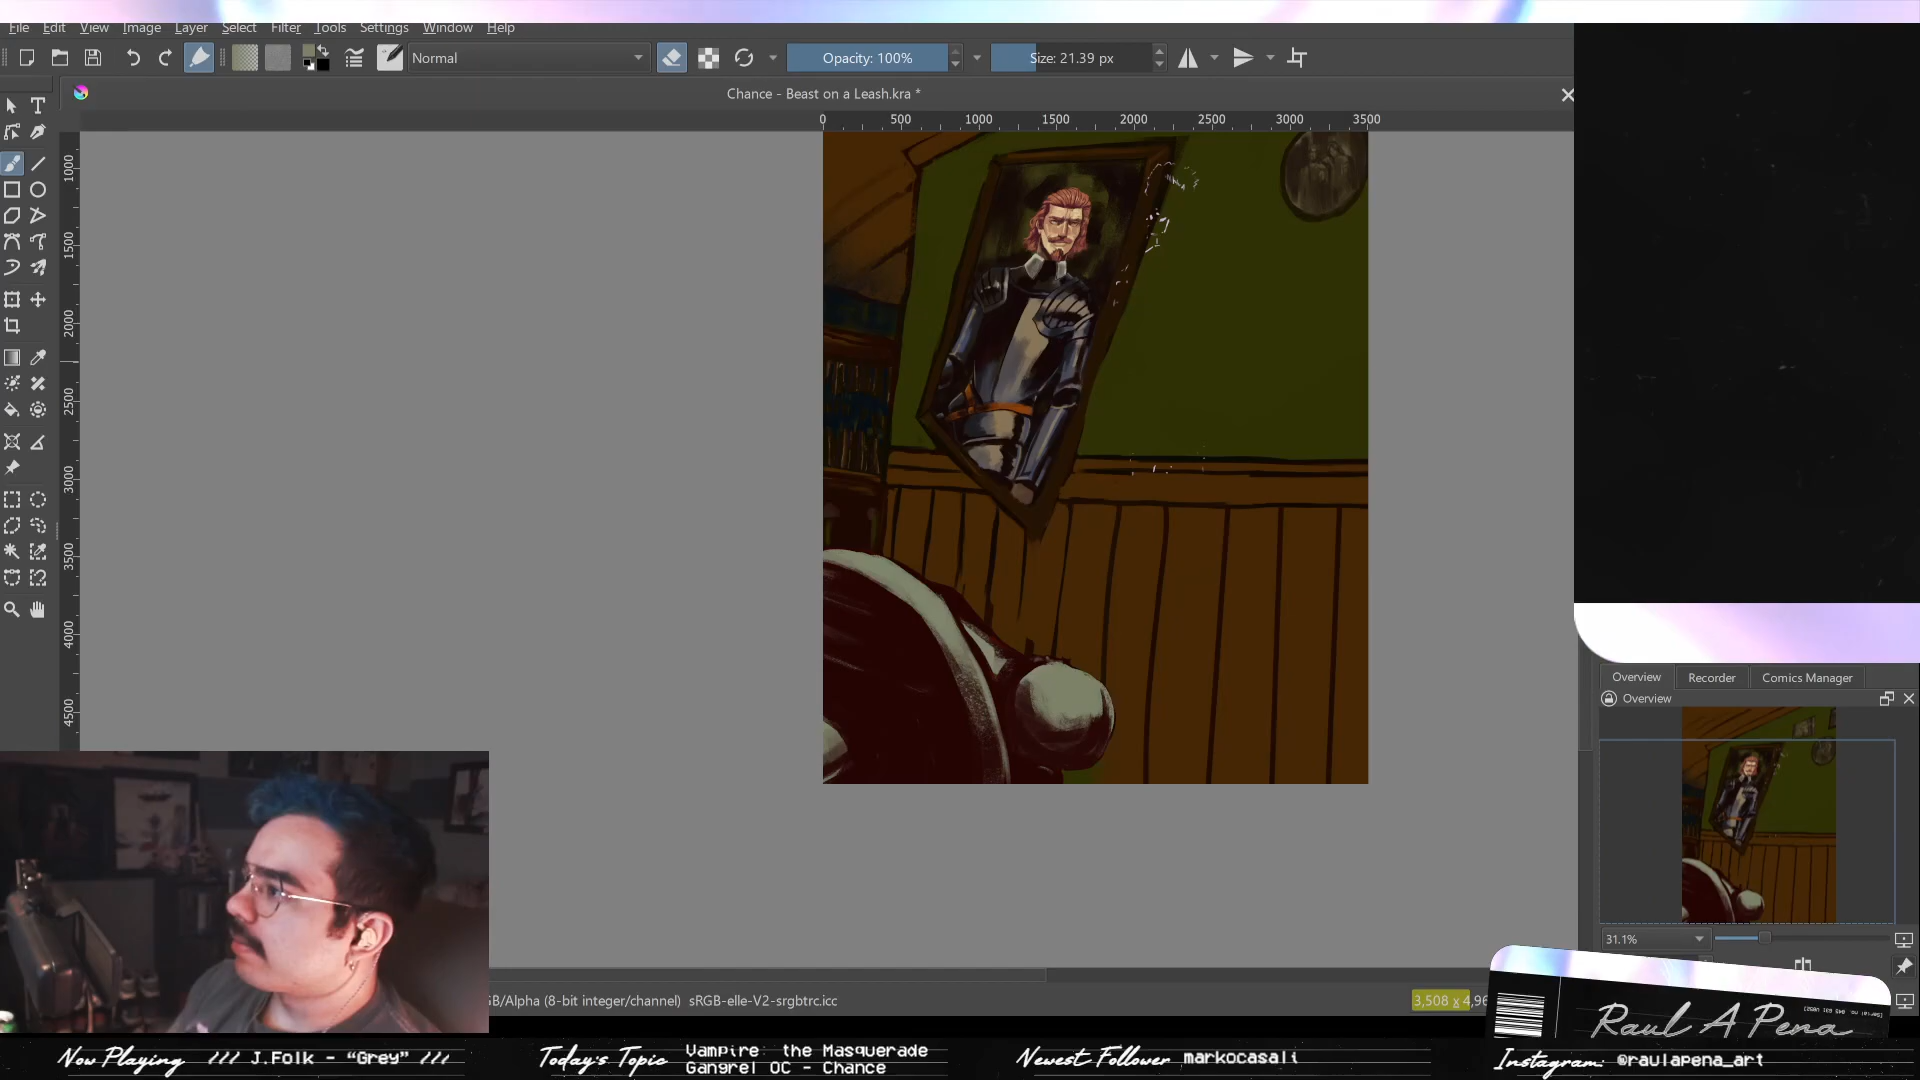 File Edit View Image Layer Select Filter Tools Settings Window Help
Normal
Opacity: 100%
Size: 21.39 px
Chance - Beast on a Leash.kra *
0 500 1000 1500 2000 2500 3000 3500
1000
1500
2000
2500
3000
3500
4000
4500
Overview Recorder Comics Manager
Overview
31.1%
GB/Alpha (8-bit integer/channel) sRGB-elle-V2-srgbtrc.icc
3,508 x 4,96
Raul A Pena
Now Playing /// J.Folk - “Grey” ///
Today's Topic
Vampire: the Masquerade
Gangrel OC - Chance
Newest Follower markocasali
Instagram: @raulapena_art